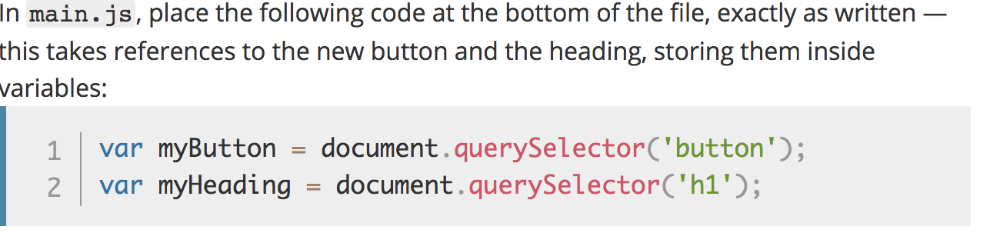 In main.js, place the following code at the bottom of the file, exactly as written —
this takes references to the new button and the heading, storing them inside
variables:
1 var myButton = document.querySelector('button');
2 var myHeading = document.querySelector('h1');